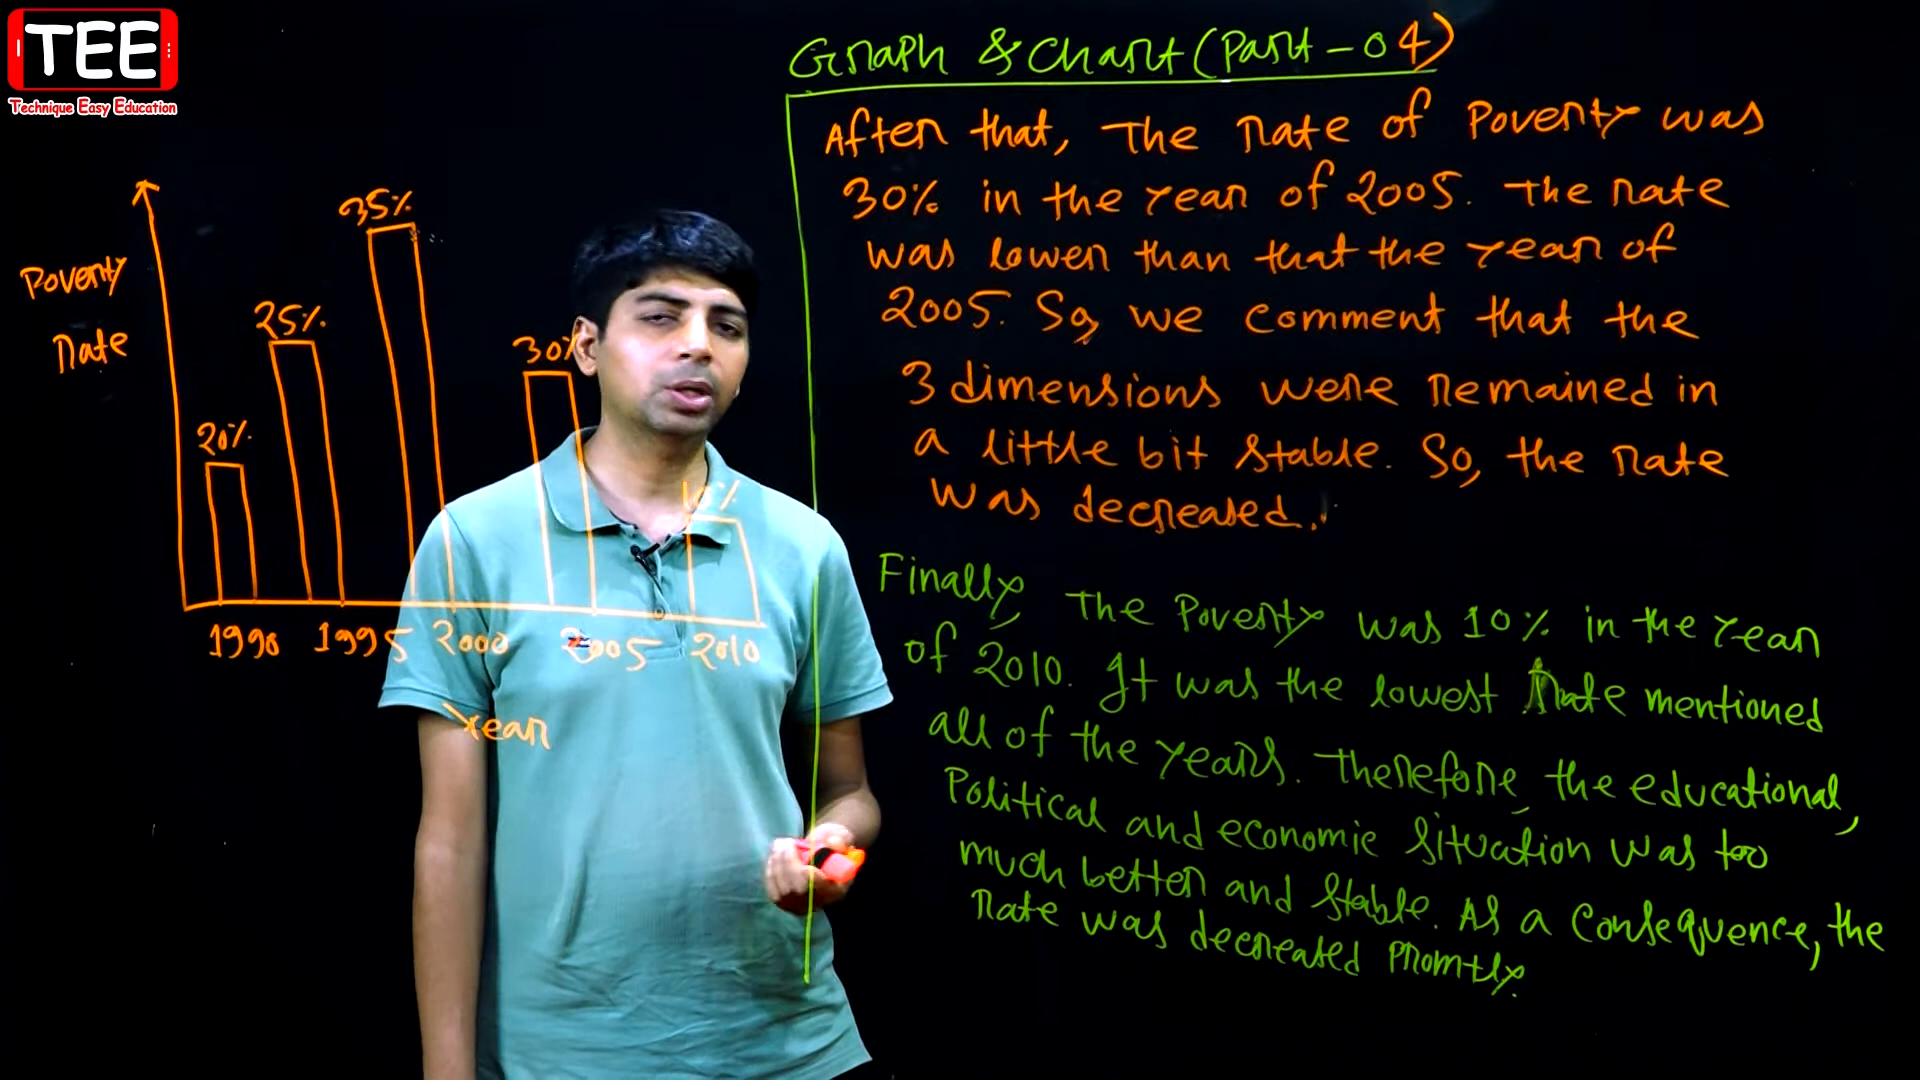 TEE
Technique Easy Education
Graph & Chart (Part-04)
After that, The rate of Poverty was
30% in the year of 2005. The rate
was lower than that the year of
2005. So, we comment that the
3 dimensions were remained in
a little bit stable. So, the rate
was decreased.
Finally, The Poverty was 10% in the year
of 2010. It was the lowest Rate mentioned
all of the years. Therefore, the educational,
Political and economic situation was too
much better and stable. As a consequence, the
rate was decreased Promtly.
Poverty
rate
20%
25%
35%
30%
10%
1990 1995 2000 2005 2010
Year